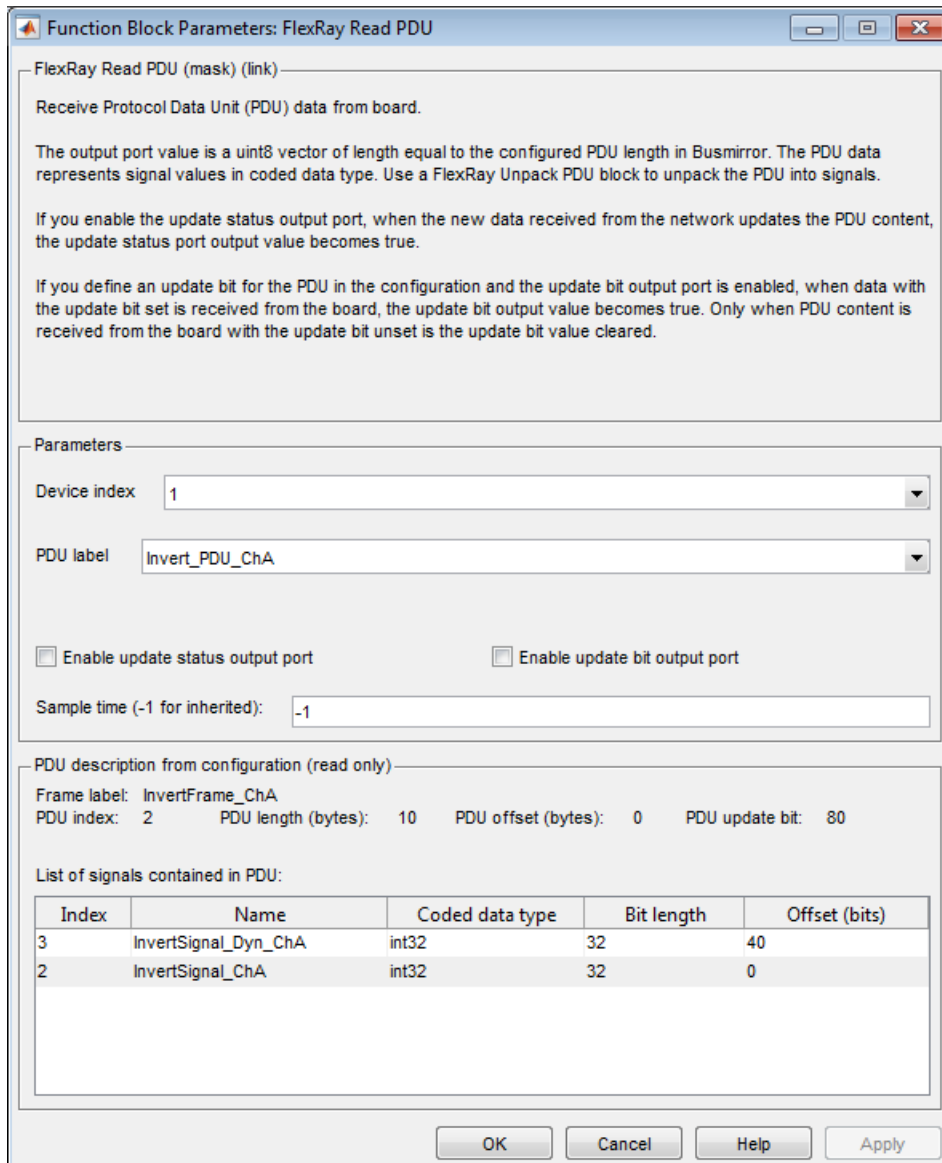 Function Block Parameters: FlexRay Read PDU
FlexRay Read PDU (mask) (link)
Receive Protocol Data Unit (PDU) data from board.
The output port value is a uint8 vector of length equal to the configured PDU length in Busmirror. The PDU data
represents signal values in coded data type. Use a FlexRay Unpack PDU block to unpack the PDU into signals.
If you enable the update status output port, when the new data received from the network updates the PDU content,
the update status port output value becomes true.
If you define an update bit for the PDU in the configuration and the update bit output port is enabled, when data with
the update bit set is received from the board, the update bit output value becomes true. Only when PDU content is
received from the board with the update bit unset is the update bit value cleared.
Parameters
Device index 1
PDU label Invert_PDU_ChA
Enable update status output port Enable update bit output port
Sample time (-1 for inherited): -1
PDU description from configuration (read only)
Frame label: InvertFrame_ChA
PDU index: 2 PDU length (bytes): 10 PDU offset (bytes): 0 PDU update bit: 80
List of signals contained in PDU:
Index Name Coded data type Bit length Offset (bits)
3 InvertSignal_Dyn_ChA int32 32 40
2 InvertSignal_ChA int32 32 0
OK Cancel Help Apply